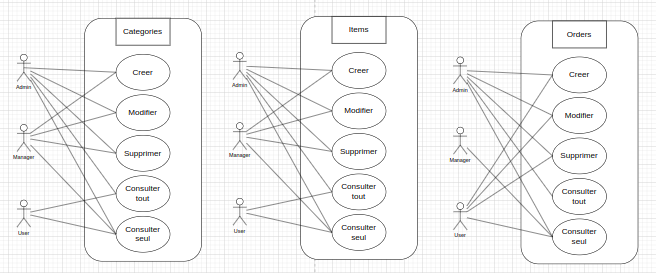 Categories
Creer
Modifier
Supprimer
Consulter
tout
Consulter
seul
Admin
Manager
User
Items
Creer
Modifier
Supprimer
Consulter
tout
Consulter
seul
Admin
Manager
User
Orders
Creer
Modifier
Supprimer
Consulter
tout
Consulter
seul
Admin
Manager
User